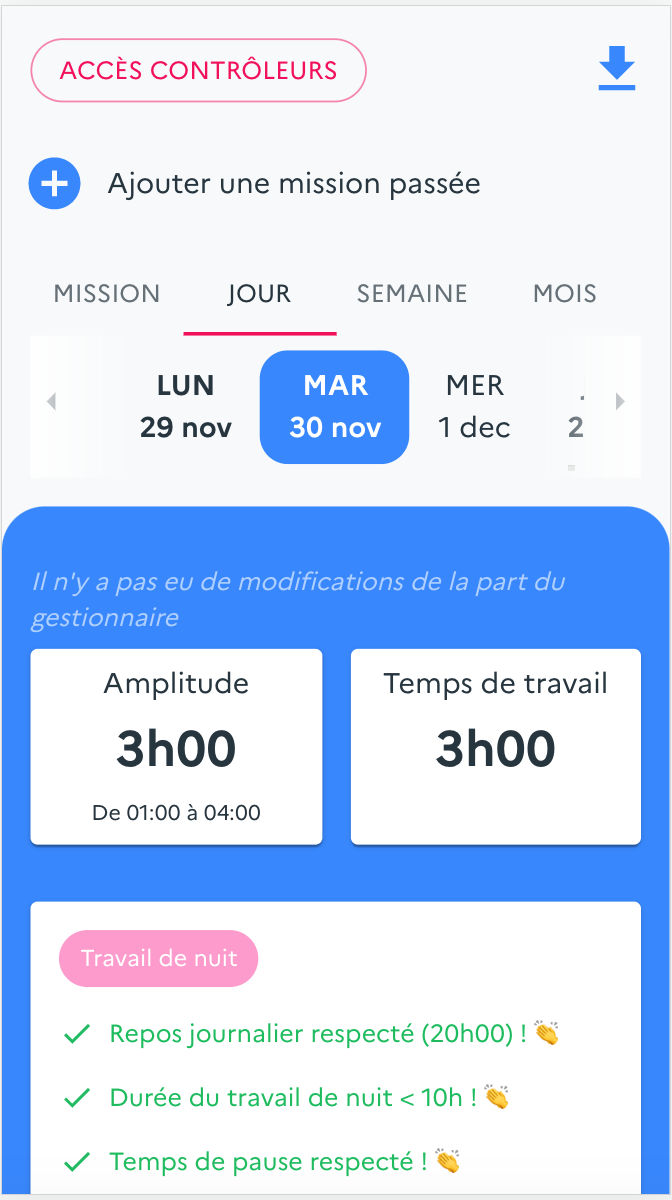 ACCÈS CONTRÔLEURS
Ajouter une mission passée
MISSION JOUR SEMAINE MOIS
LUN MAR MER
29 nov 30 nov 1 dec 2
Il n'y a pas eu de modifications de la part du
gestionnaire
Amplitude Temps de travail
3h00 3h00
De 01:00 à 04:00
Travail de nuit
Repos journalier respecté (20h00) ! 👏
Durée du travail de nuit < 10h ! 👏
Temps de pause respecté ! 👏